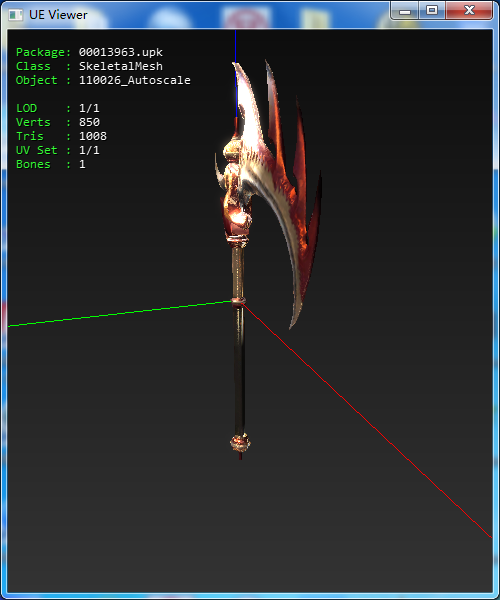 UE Viewer
Package: 00013963.upk
Class : SkeletalMesh
Object : 110026_Autoscale
LOD : 1/1
Verts : 850
Tris : 1008
UV Set : 1/1
Bones : 1